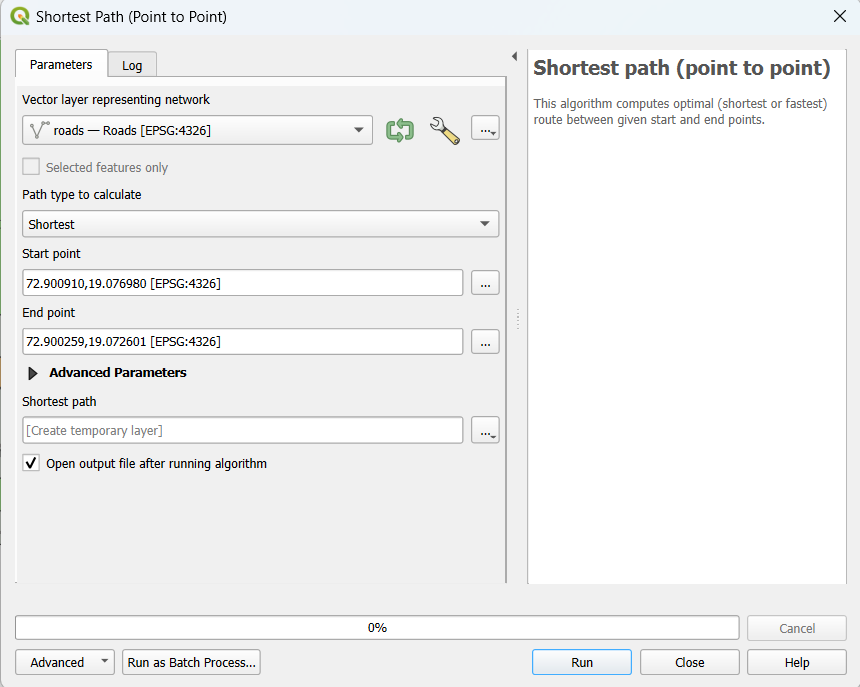 Shortest Path (Point to Point)
Parameters
Log
Vector layer representing network
roads — Roads [EPSG:4326]
...
Selected features only
Path type to calculate
Shortest
Start point
72.900910,19.076980 [EPSG:4326]
...
End point
72.900259,19.072601 [EPSG:4326]
...
Advanced Parameters
Shortest path
[Create temporary layer]
...
Open output file after running algorithm
Shortest path (point to point)
This algorithm computes optimal (shortest or fastest)
route between given start and end points.
0%
Cancel
Advanced
Run as Batch Process...
Run
Close
Help